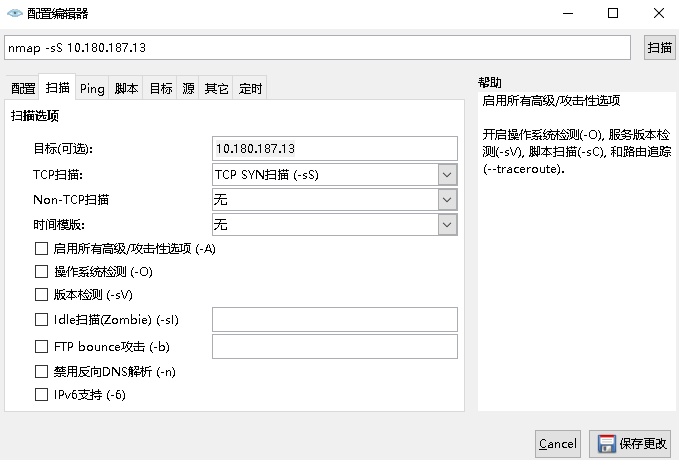 配置编辑器
nmap -sS 10.180.187.13
扫描
配置 扫描 Ping 脚本 目标 源 其它 定时
扫描选项
目标(可选): 10.180.187.13
TCP扫描: TCP SYN扫描 (-sS)
Non-TCP扫描 无
时间模版: 无
启用所有高级/攻击性选项 (-A)
操作系统检测 (-O)
版本检测 (-sV)
Idle扫描(Zombie) (-sI)
FTP bounce攻击 (-b)
禁用反向DNS解析 (-n)
IPv6支持 (-6)
帮助
启用所有高级/攻击性选项
开启操作系统检测(-O), 服务版本检
测(-sV), 脚本扫描(-sC), 和路由追踪
(--traceroute).
Cancel
保存更改